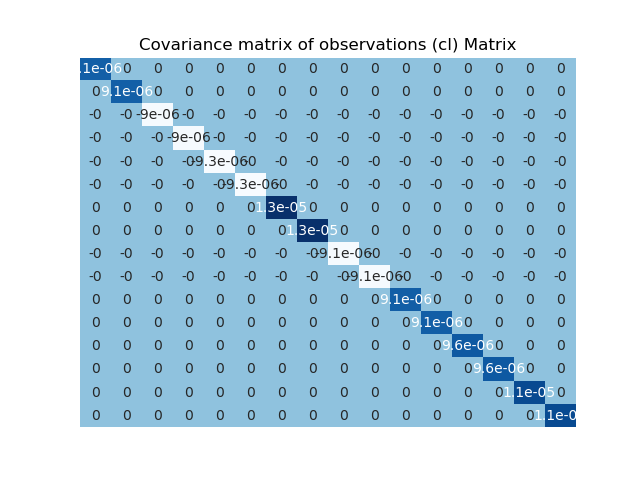 Covariance matrix of observations (cl) Matrix
.1e-06 0 0 0 0 0 0 0 0 0 0 0 0 0 0 0
0 9.1e-06 0 0 0 0 0 0 0 0 0 0 0 0 0 0
-0 -0 -9e-06 -0 -0 -0 -0 -0 -0 -0 -0 -0 -0 -0 -0 -0
-0 -0 -0 -9e-06 -0 -0 -0 -0 -0 -0 -0 -0 -0 -0 -0 -0
-0 -0 -0 -0 -9.3e-06 -0 -0 -0 -0 -0 -0 -0 -0 -0 -0 -0
-0 -0 -0 -0 -0 -9.3e-06 -0 -0 -0 -0 -0 -0 -0 -0 -0 -0
0 0 0 0 0 0 1.3e-05 0 0 0 0 0 0 0 0 0
0 0 0 0 0 0 0 1.3e-05 0 0 0 0 0 0 0 0
-0 -0 -0 -0 -0 -0 -0 -0 -9.1e-06 -0 -0 -0 -0 -0 -0 -0
-0 -0 -0 -0 -0 -0 -0 -0 -0 -9.1e-06 -0 -0 -0 -0 -0 -0
0 0 0 0 0 0 0 0 0 0 9.1e-06 0 0 0 0 0
0 0 0 0 0 0 0 0 0 0 0 9.1e-06 0 0 0 0
0 0 0 0 0 0 0 0 0 0 0 0 9.6e-06 0 0 0
0 0 0 0 0 0 0 0 0 0 0 0 0 9.6e-06 0 0
0 0 0 0 0 0 0 0 0 0 0 0 0 0 1.1e-05 0
0 0 0 0 0 0 0 0 0 0 0 0 0 0 0 1.1e-0